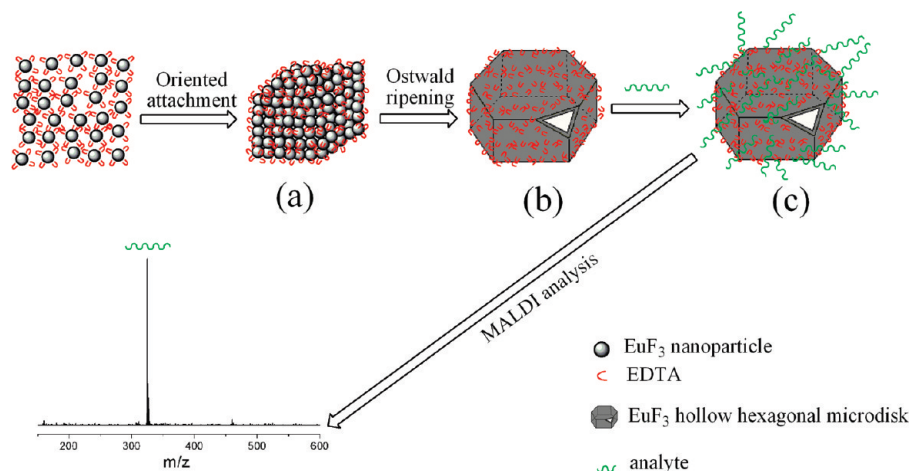 Oriented
attachment
Ostwald
ripening
(a)
(b)
(c)
MALDI analysis
200
300
400
500
600
m/z
EuF₃ nanoparticle
EDTA
EuF₃ hollow hexagonal microdisk
analyte